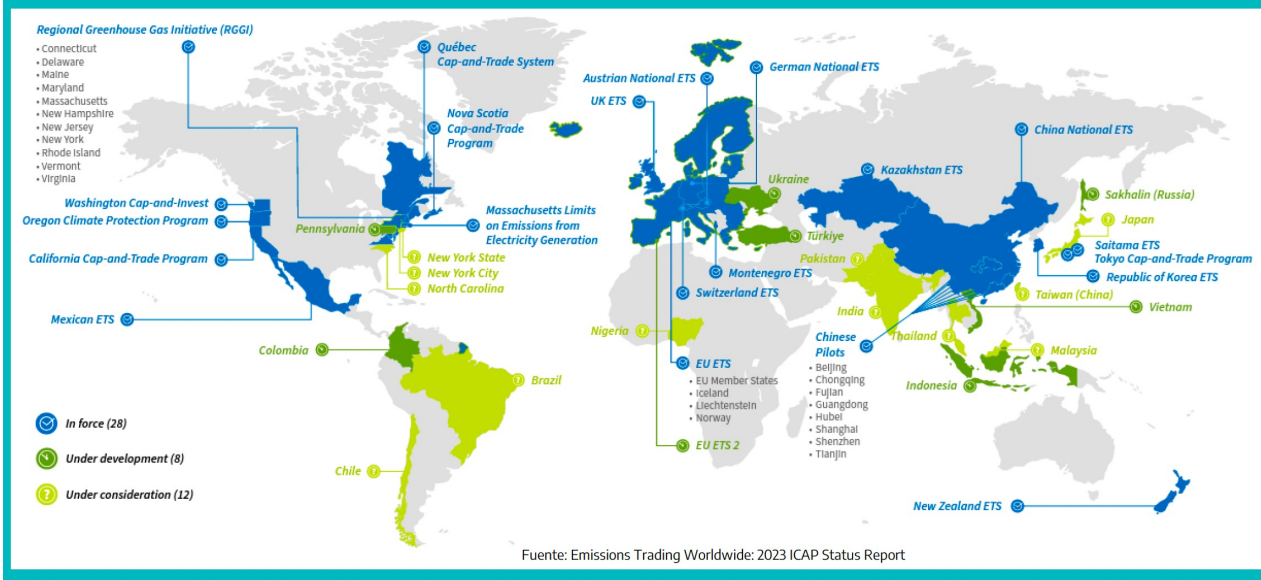 Regional Greenhouse Gas Initiative (RGGI)
• Connecticut
• Delaware
• Maine
• Maryland
• Massachusetts
• New Hampshire
• New Jersey
• New York
• Rhode Island
• Vermont
• Virginia
Washington Cap-and-Invest
Oregon Climate Protection Program
California Cap-and-Trade Program
Mexican ETS
Québec
Cap-and-Trade System
Nova Scotia
Cap-and-Trade
Program
Pennsylvania
Massachusetts Limits
on Emissions from
Electricity Generation
New York State
New York City
North Carolina
Colombia
Brazil
Chile
Austrian National ETS
German National ETS
UK ETS
Ukraine
Türkiye
Montenegro ETS
Switzerland ETS
Nigeria
EU ETS
• EU Member States
• Iceland
• Liechtenstein
• Norway
EU ETS 2
China National ETS
Kazakhstan ETS
Sakhalin (Russia)
Japan
Saitama ETS
Tokyo Cap-and-Trade Program
Republic of Korea ETS
Pakistan
India
Taiwan (China)
Vietnam
Thailand
Malaysia
Indonesia
Chinese
Pilots
• Beijing
• Chongqing
• Fujian
• Guangdong
• Hubei
• Shanghai
• Shenzhen
• Tianjin
New Zealand ETS
In force (28)
Under development (8)
? Under consideration (12)
Fuente: Emissions Trading Worldwide: 2023 ICAP Status Report